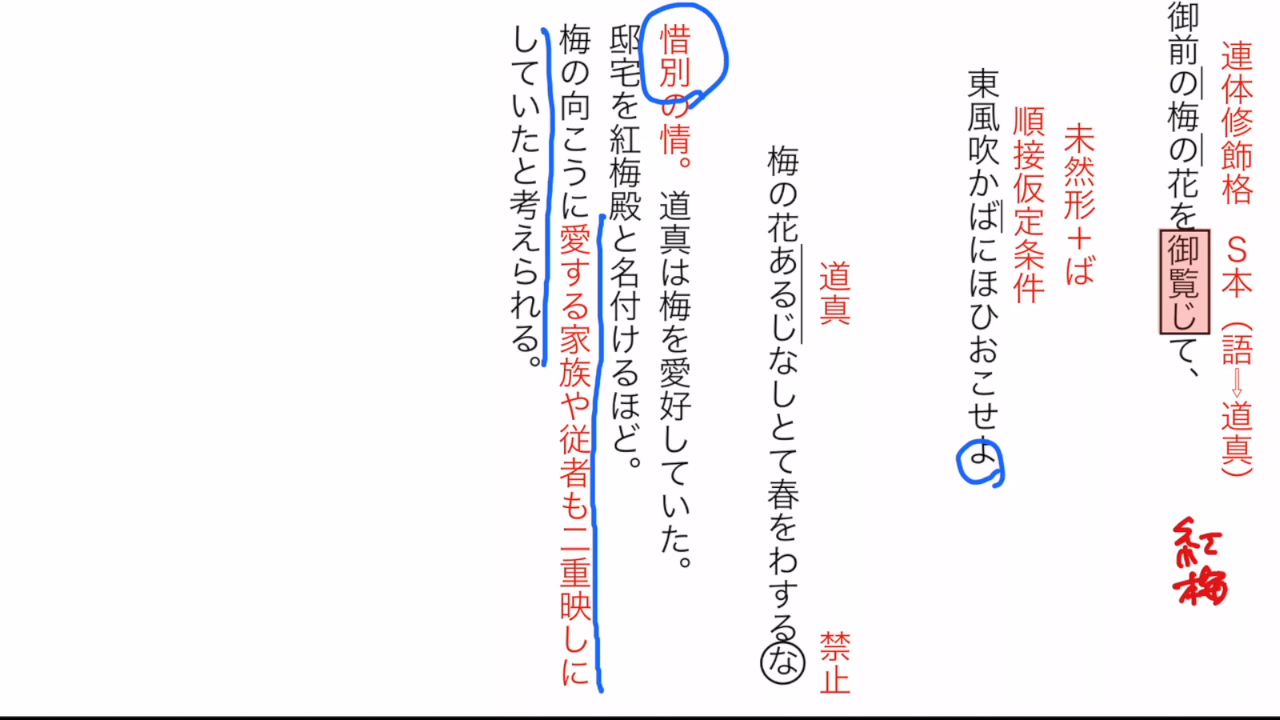 連体修飾格 S本（語⇨道真）
御前の梅の花を御覧じて、
紅梅
未然形＋ば
順接仮定条件
東風吹かばにほひおこせよ
道真 禁止
梅の花あるじなしとて春をわするな
惜別の情。道真は梅を愛好していた。
邸宅を紅梅殿と名付けるほど。
梅の向こうに愛する家族や従者も二重映しに
していたと考えられる。